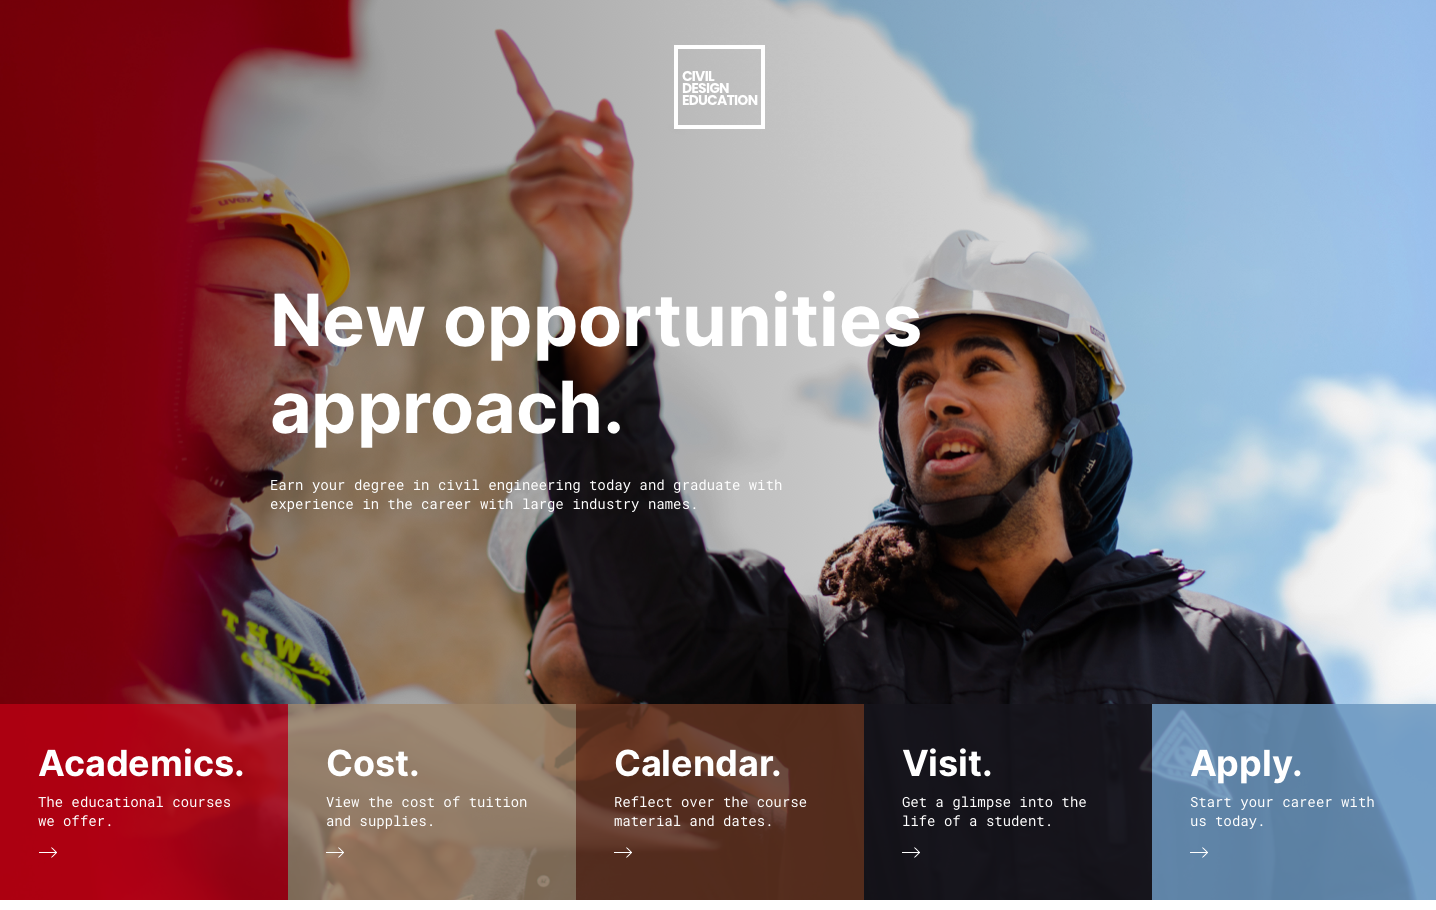 CIVIL
DESIGN
EDUCATION
uvex
New opportunities
approach.
Earn your degree in civil engineering today and graduate with
experience in the career with large industry names.
THW
Academics.
The educational courses
we offer.
Cost.
View the cost of tuition
and supplies.
Calendar.
Reflect over the course
material and dates.
Visit.
Get a glimpse into the
life of a student.
Apply.
Start your career with
us today.